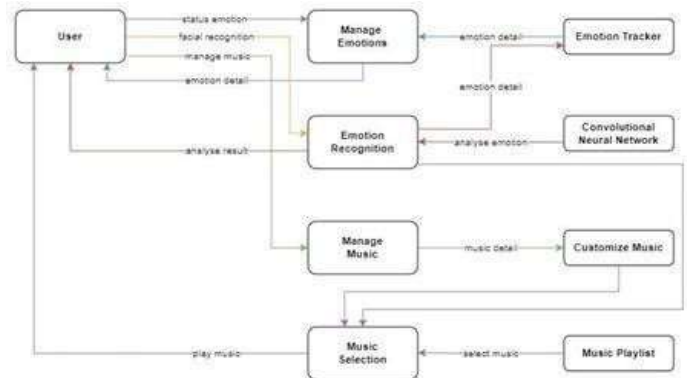 status emotion
User
Manage
Emotions
emotion detail
Emotion Tracker
facial recognition
manage music
emotion detail
emotion detail
Emotion
Recognition
Convolutional
Neural Network
analyse result
analyse emotion
Manage
Music
music detail
Customize Music
Music
Selection
play music
select music
Music Playlist